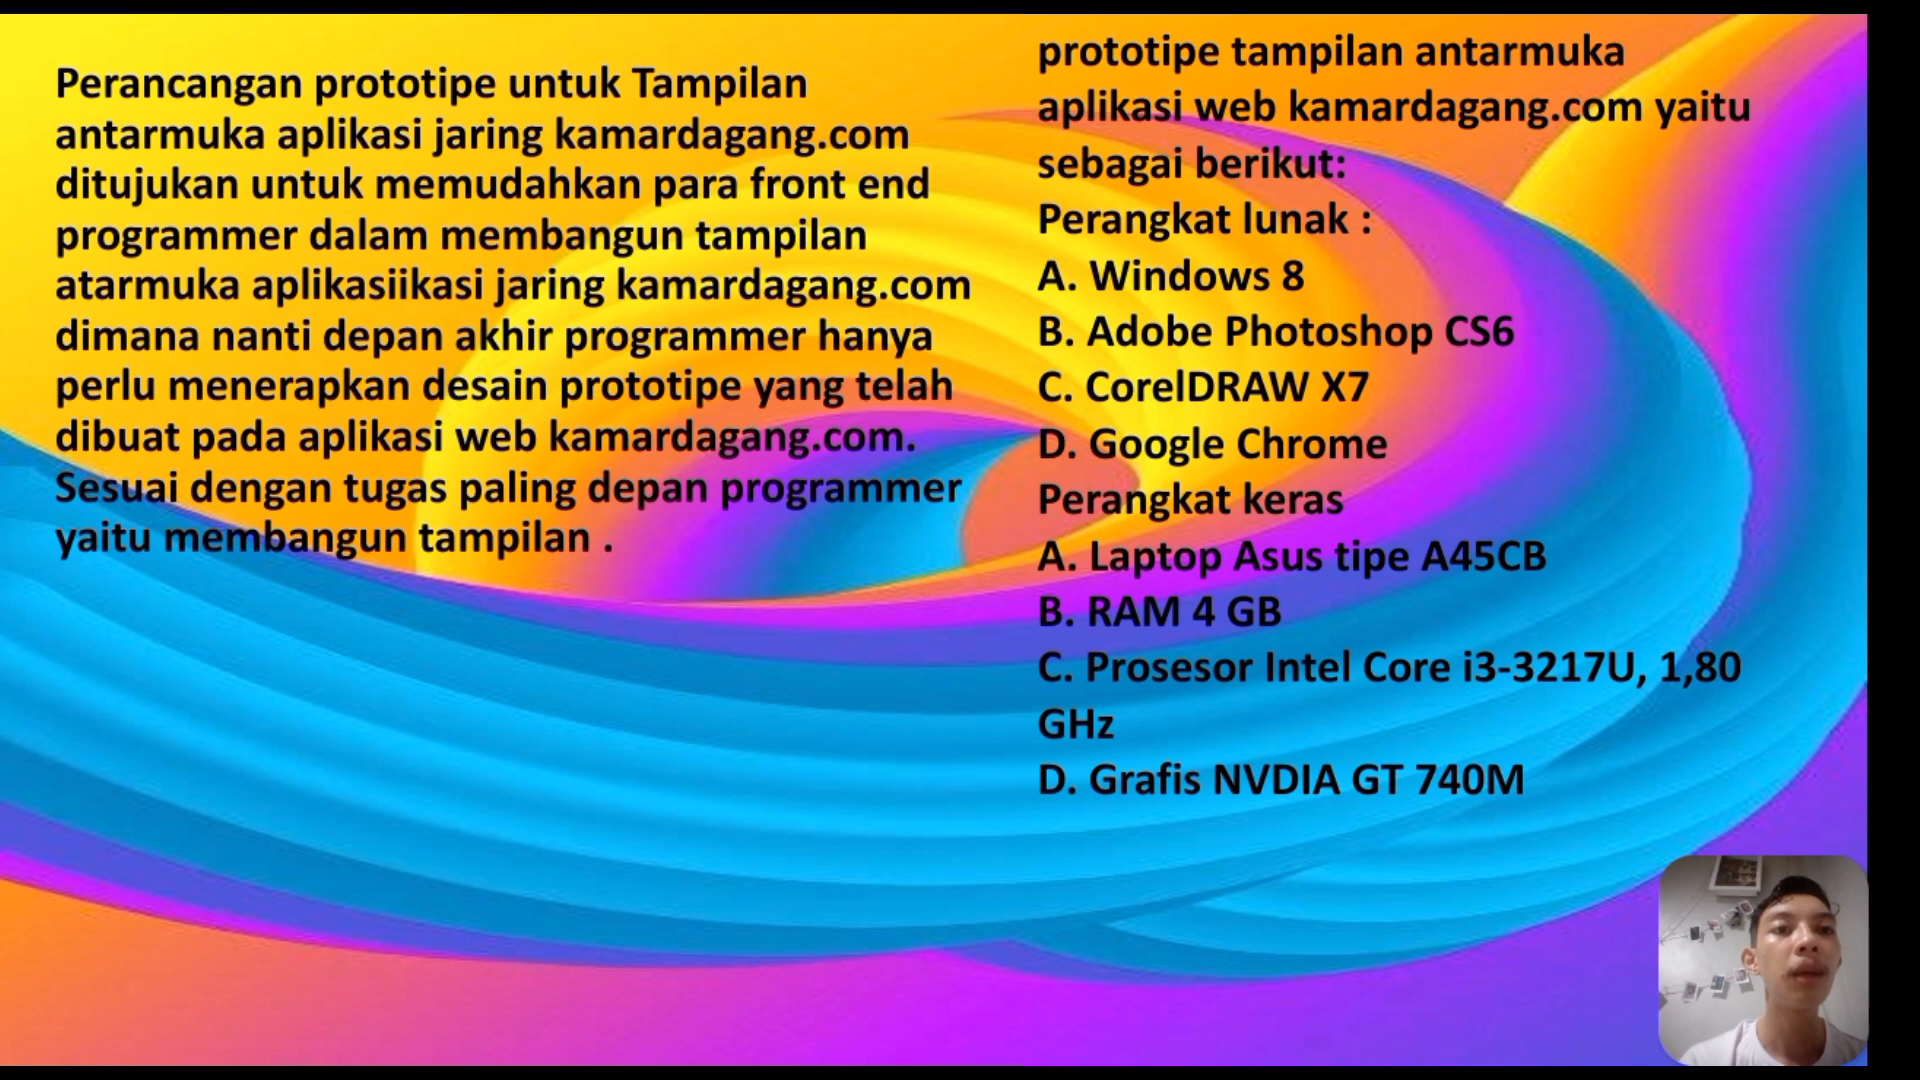 Perancangan prototipe untuk Tampilan
antarmuka aplikasi jaring kamardagang.com
ditujukan untuk memudahkan para front end
programmer dalam membangun tampilan
atarmuka aplikasiikasi jaring kamardagang.com
dimana nanti depan akhir programmer hanya
perlu menerapkan desain prototipe yang telah
dibuat pada aplikasi web kamardagang.com.
Sesuai dengan tugas paling depan programmer
yaitu membangun tampilan .
prototipe tampilan antarmuka
aplikasi web kamardagang.com yaitu
sebagai berikut:
Perangkat lunak :
A. Windows 8
B. Adobe Photoshop CS6
C. CorelDRAW X7
D. Google Chrome
Perangkat keras
A. Laptop Asus tipe A45CB
B. RAM 4 GB
C. Prosesor Intel Core i3-3217U, 1,80
GHz
D. Grafis NVDIA GT 740M